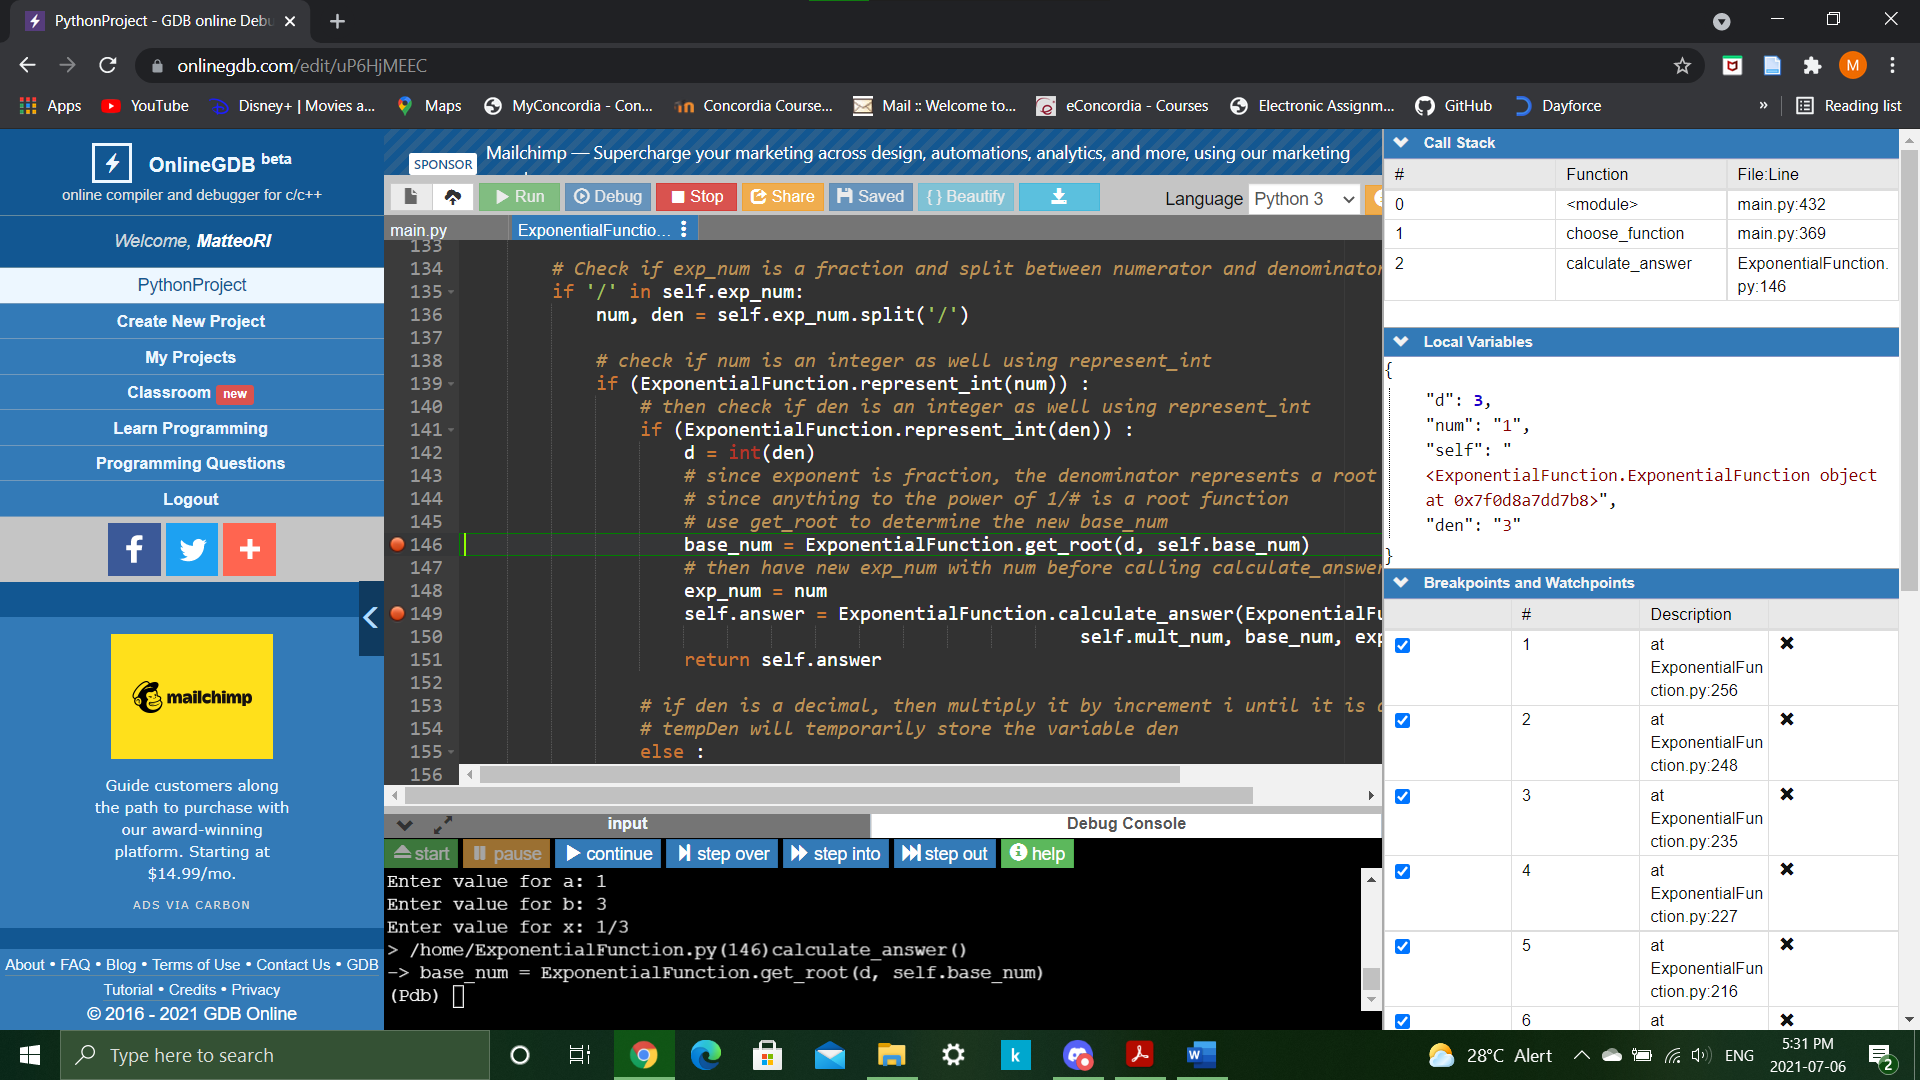 PythonProject - GDB online Debu
onlinegdb.com/edit/uP6HjMEEC
M
Apps
YouTube
Disney+ | Movies a...
Maps
MyConcordia - Con...
Concordia Course...
Mail :: Welcome to...
eConcordia - Courses
Electronic Assignm...
GitHub
Dayforce
»
Reading list
OnlineGDB beta
online compiler and debugger for c/c++
Welcome, MatteoRI
PythonProject
Create New Project
My Projects
Classroom new
Learn Programming
Programming Questions
Logout
mailchimp
Guide customers along
the path to purchase with
our award-winning
platform. Starting at
$14.99/mo.
ADS VIA CARBON
About • FAQ • Blog • Terms of Use • Contact Us • GDB
Tutorial • Credits • Privacy
© 2016 - 2021 GDB Online
SPONSOR
Mailchimp — Supercharge your marketing across design, automations, analytics, and more, using our marketing
Run
Debug
Stop
Share
Saved
{ } Beautify
Language
Python 3
main.py
ExponentialFunctio...
133
134 # Check if exp_num is a fraction and split between numerator and denominator
135 if '/' in self.exp_num:
136 num, den = self.exp_num.split('/')
137
138 # check if num is an integer as well using represent_int
139 if (ExponentialFunction.represent_int(num)) :
140 # then check if den is an integer as well using represent_int
141 if (ExponentialFunction.represent_int(den)) :
142 d = int(den)
143 # since exponent is fraction, the denominator represents a root
144 # since anything to the power of 1/# is a root function
145 # use get_root to determine the new base_num
146 base_num = ExponentialFunction.get_root(d, self.base_num)
147 # then have new exp_num with num before calling calculate_answer
148 exp_num = num
149 self.answer = ExponentialFunction.calculate_answer(ExponentialFu
150 self.mult_num, base_num, exp
151 return self.answer
152
153 # if den is a decimal, then multiply it by increment i until it is
154 # tempDen will temporarily store the variable den
155 else :
156
input
Debug Console
start
pause
continue
step over
step into
step out
help
Enter value for a: 1
Enter value for b: 3
Enter value for x: 1/3
> /home/ExponentialFunction.py(146)calculate_answer()
-> base_num = ExponentialFunction.get_root(d, self.base_num)
(Pdb)
Call Stack
# Function File:Line
0 <module> main.py:432
1 choose_function main.py:369
2 calculate_answer ExponentialFunction.
py:146
Local Variables
{
"d": 3,
"num": "1",
"self": "
<ExponentialFunction.ExponentialFunction object
at 0x7f0d8a7dd7b8>",
"den": "3"
}
Breakpoints and Watchpoints
# Description
1 at
ExponentialFun
ction.py:256
2 at
ExponentialFun
ction.py:248
3 at
ExponentialFun
ction.py:235
4 at
ExponentialFun
ction.py:227
5 at
ExponentialFun
ction.py:216
6 at
Type here to search
28°C Alert
ENG
5:31 PM
2021-07-06
2